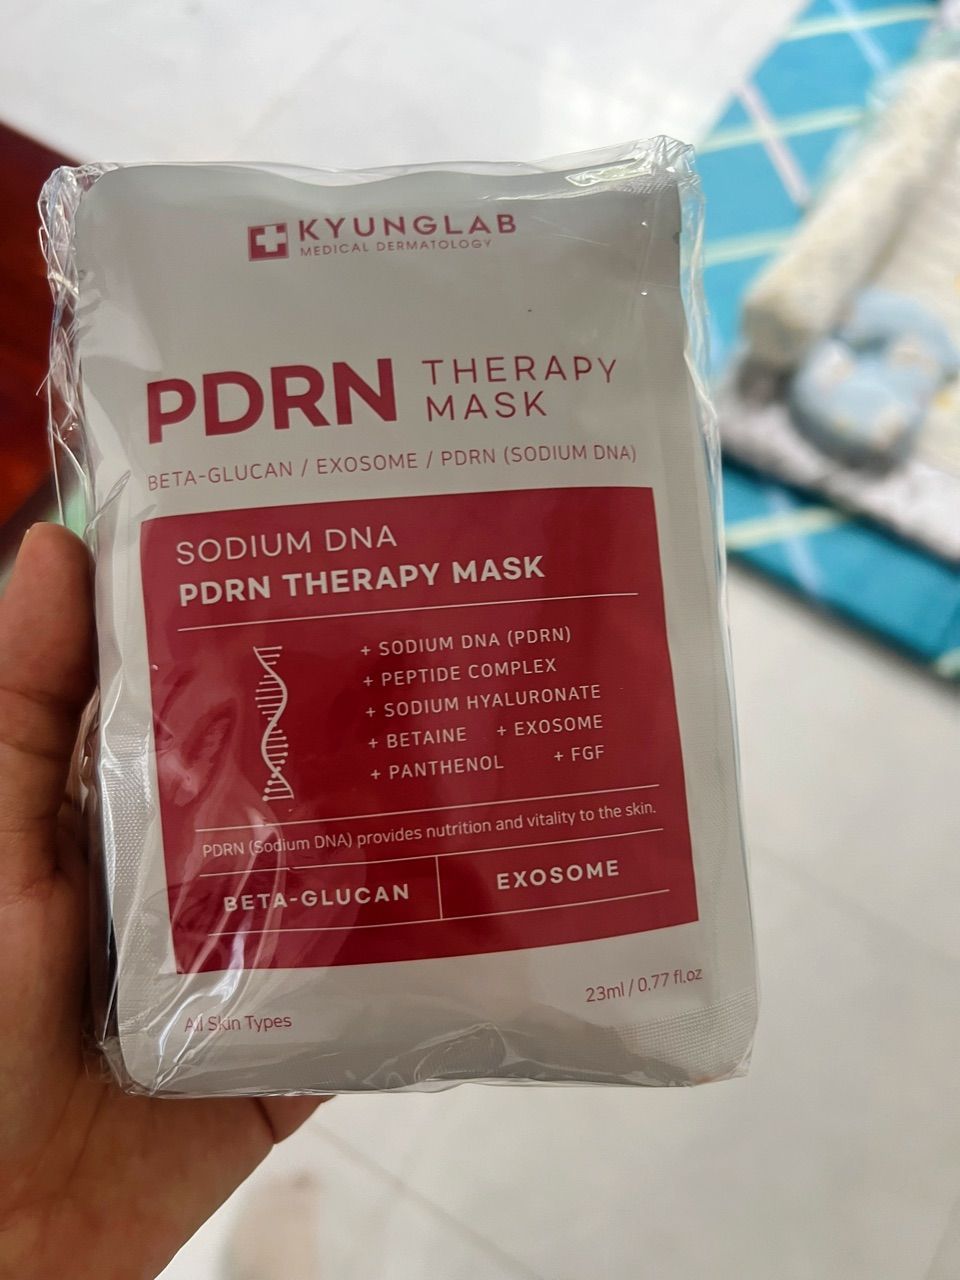 KYUNGLAB
MEDICAL DERMATOLOGY
PDRN THERAPY MASK
BETA-GLUCAN / EXOSOME / PDRN (SODIUM DNA)
SODIUM DNA
PDRN THERAPY MASK
+ SODIUM DNA (PDRN)
+ PEPTIDE COMPLEX
+ SODIUM HYALURONATE
+ BETAINE + EXOSOME
+ PANTHENOL + FGF
PDRN (Sodium DNA) provides nutrition and vitality to the skin.
BETA-GLUCAN EXOSOME
All Skin Types 23ml / 0.77 fl.oz